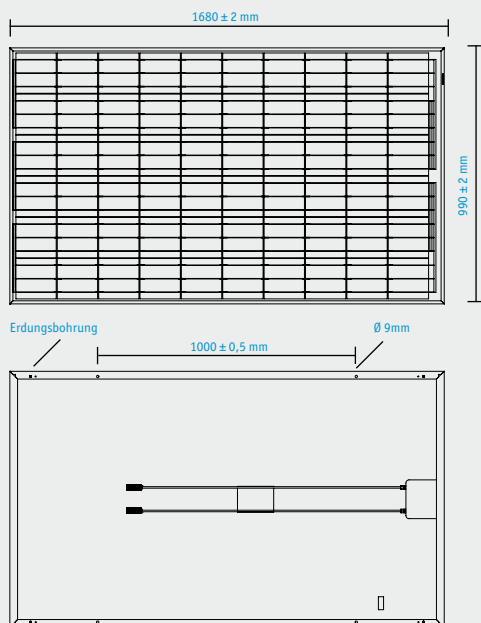 1680 ± 2 mm
990 ± 2 mm
Erdungsbohrung
Ø 9mm
1000 ± 0,5 mm